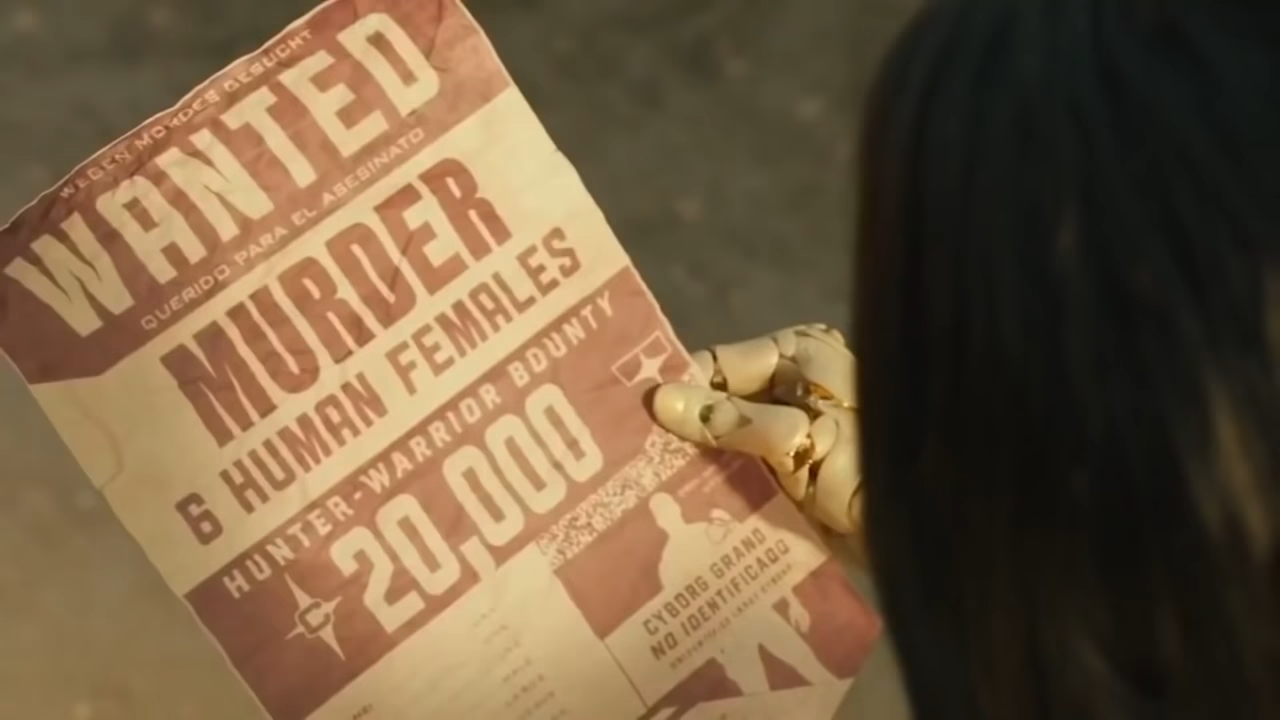 WEGEN MORDES GESUCHT
WANTED
QUERIDO PARA EL ASESINATO
MURDER
6 HUMAN FEMALES
HUNTER-WARRIOR BOUNTY
C 20,000
CYBORG GRAND
NO IDENTIFICADO